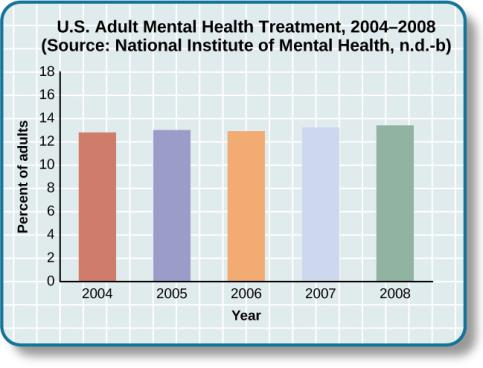 U.S. Adult Mental Health Treatment, 2004–2008
(Source: National Institute of Mental Health, n.d.-b)
Percent of adults
18
16
14
12
10
8
6
4
2
0
2004 2005 2006 2007 2008
Year